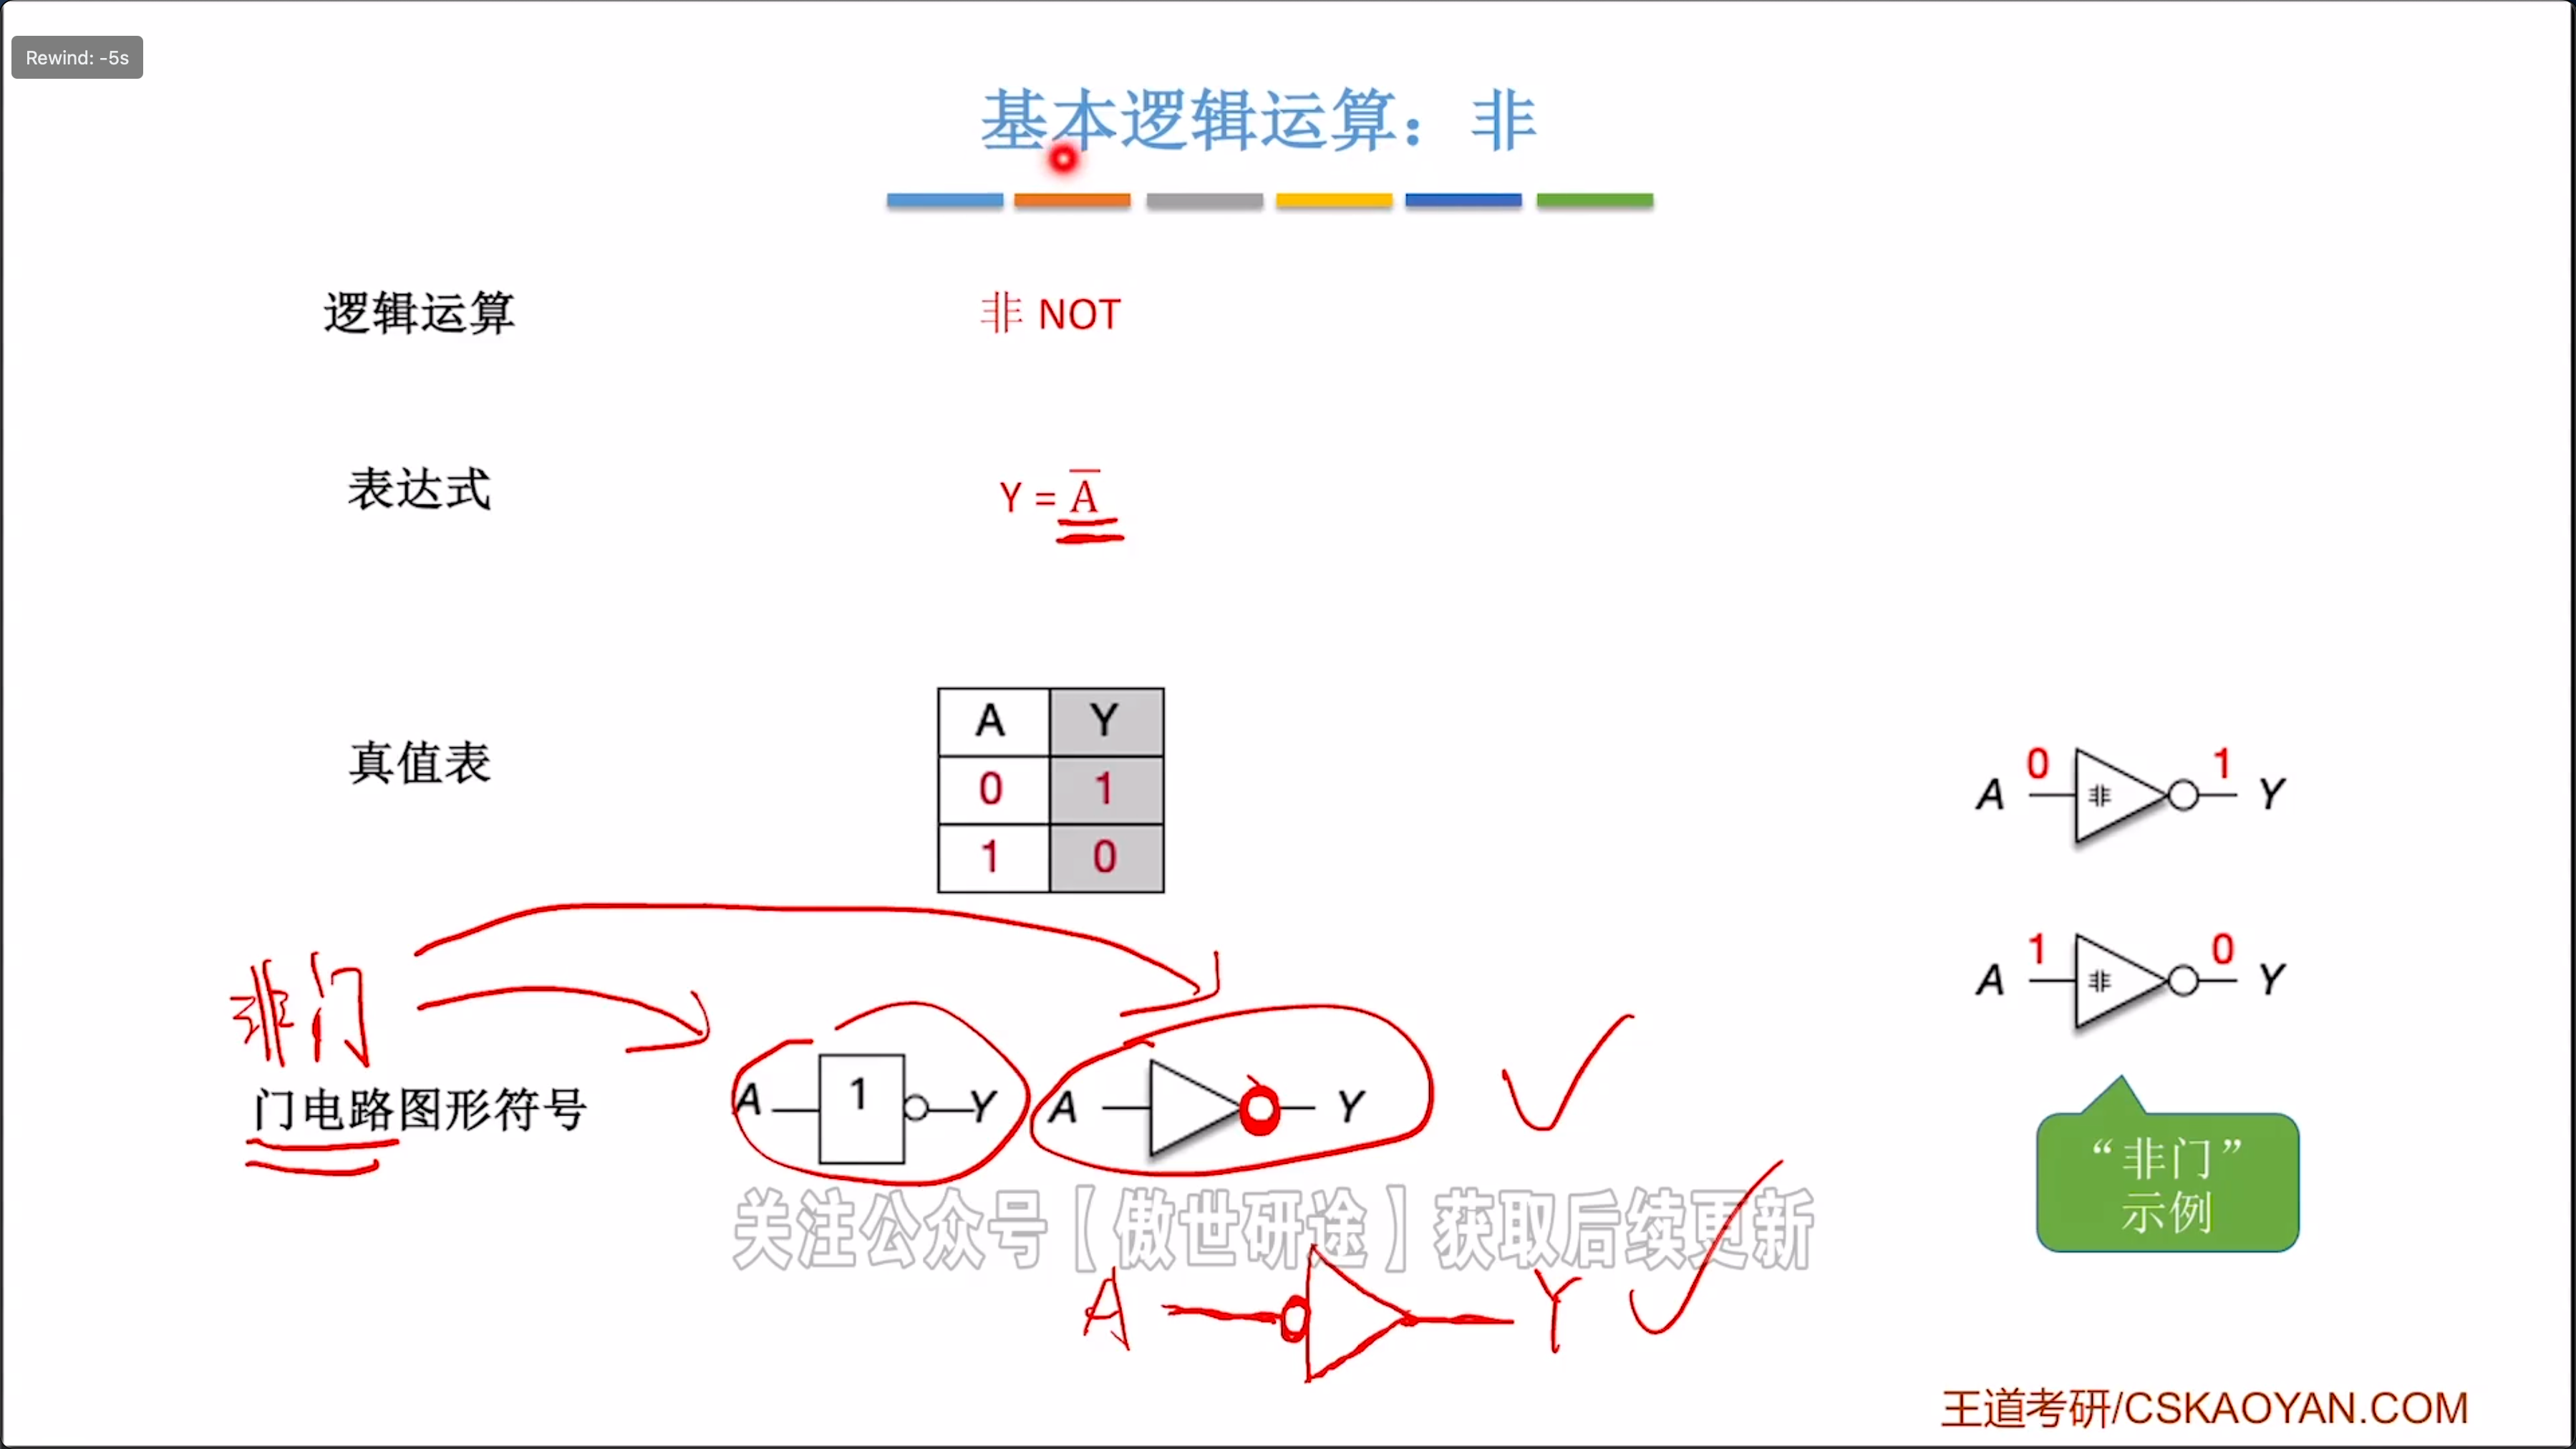 Rewind: -5s
基本逻辑运算：非
逻辑运算
非 NOT
表达式
Y = A̅
真值表
A Y
0 1
1 0
A 0 非 1 Y
A 1 非 0 Y
非门
门电路图形符号
A 1 Y
A Y
“非门”
示例
关注公众号【傲世研途】获取后续更新
A Y
王道考研/CSKAOYAN.COM